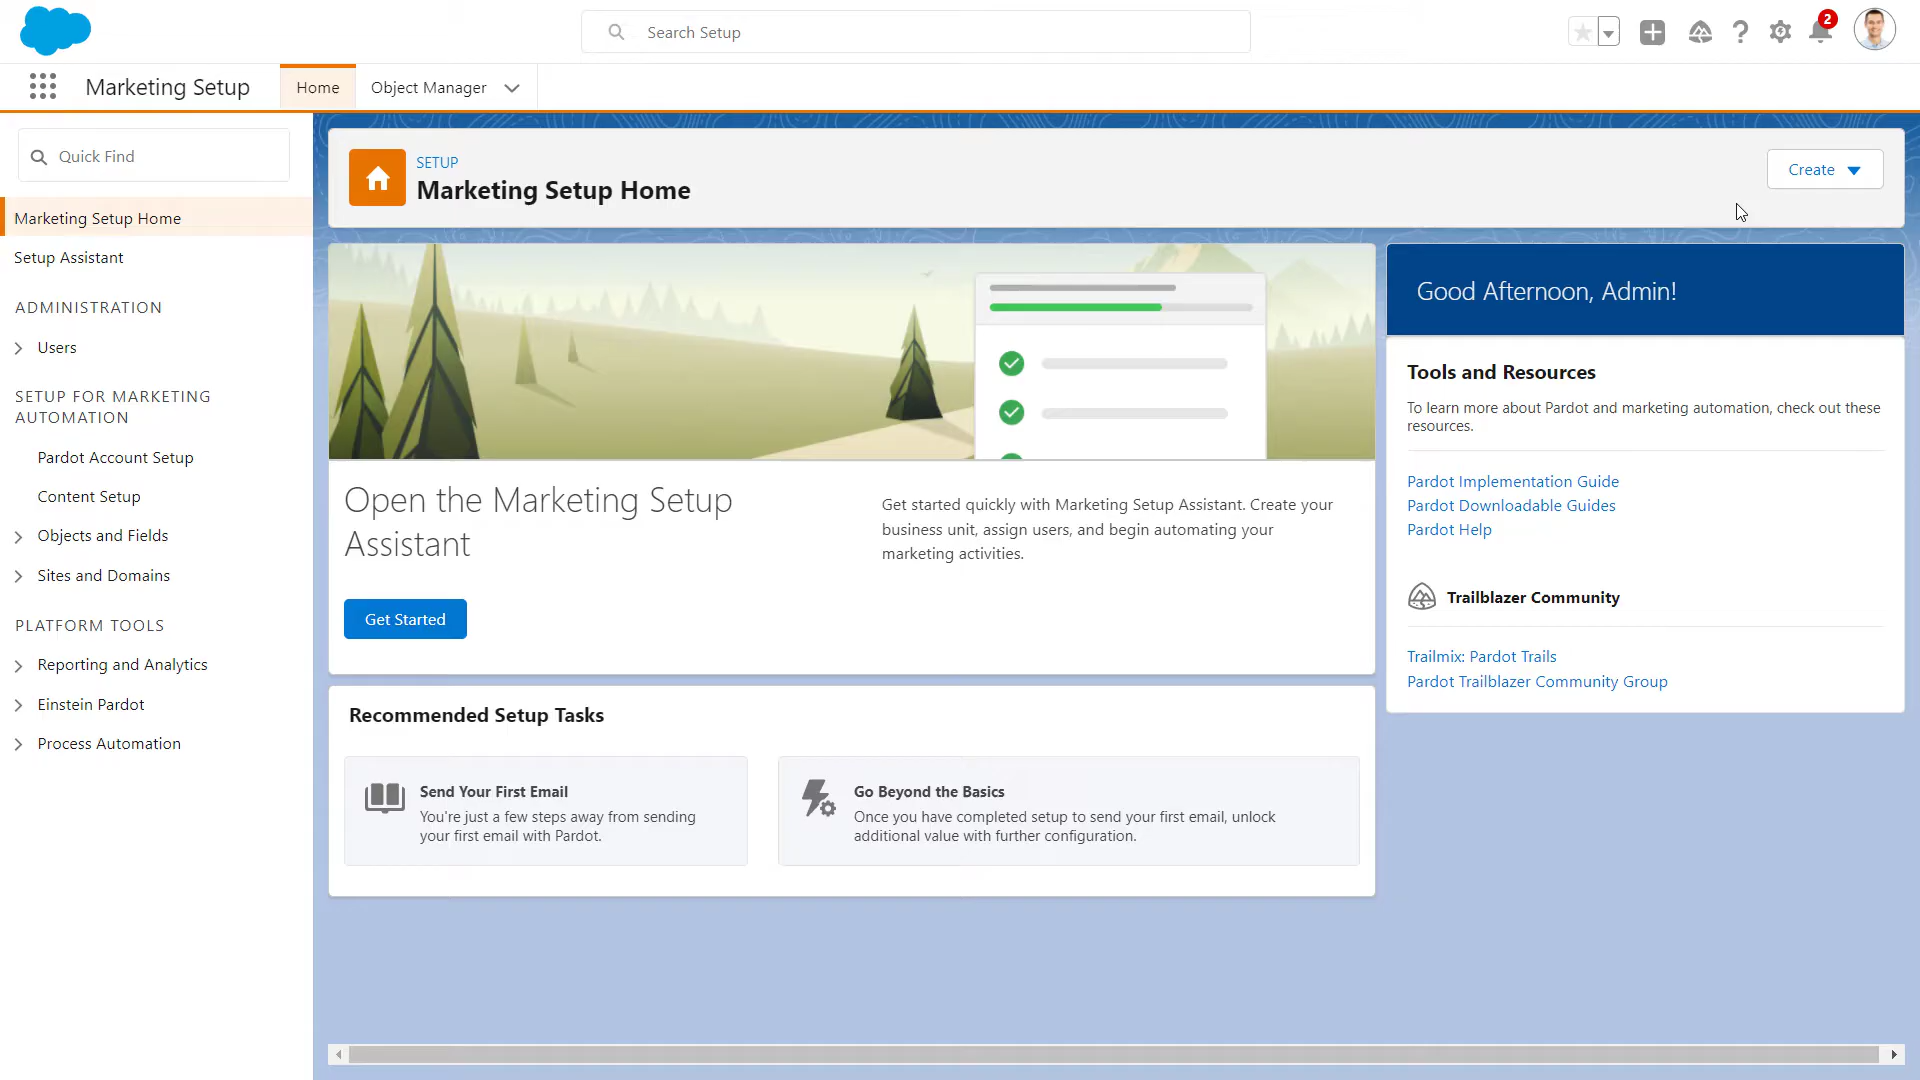 Search Setup
2
Marketing Setup
Home
Object Manager
Quick Find
Marketing Setup Home
Setup Assistant
ADMINISTRATION
Users
SETUP FOR MARKETING
AUTOMATION
Pardot Account Setup
Content Setup
Objects and Fields
Sites and Domains
PLATFORM TOOLS
Reporting and Analytics
Einstein Pardot
Process Automation
SETUP
Marketing Setup Home
Create
Open the Marketing Setup
Assistant
Get started quickly with Marketing Setup Assistant. Create your
business unit, assign users, and begin automating your
marketing activities.
Get Started
Recommended Setup Tasks
Send Your First Email
You're just a few steps away from sending
your first email with Pardot.
Go Beyond the Basics
Once you have completed setup to send your first email, unlock
additional value with further configuration.
Good Afternoon, Admin!
Tools and Resources
To learn more about Pardot and marketing automation, check out these
resources.
Pardot Implementation Guide
Pardot Downloadable Guides
Pardot Help
Trailblazer Community
Trailmix: Pardot Trails
Pardot Trailblazer Community Group